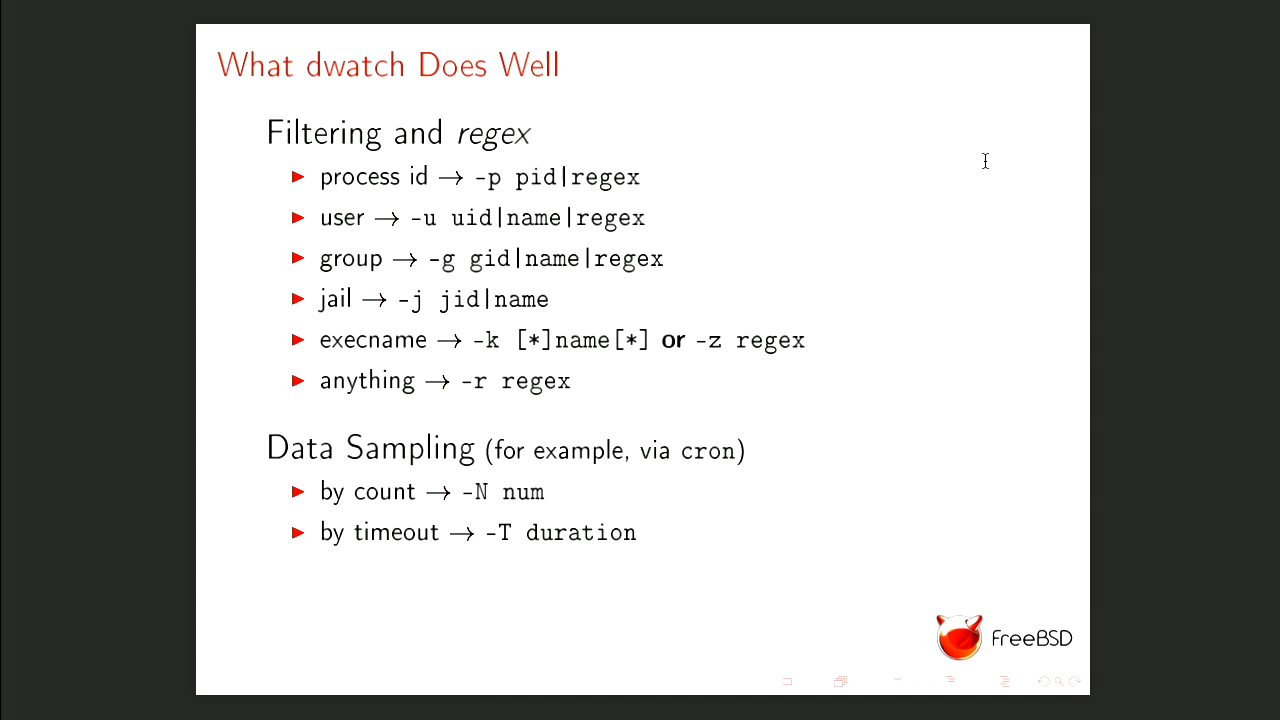 What dwatch Does Well
Filtering and regex
▶ process id → -p pid|regex
▶ user → -u uid|name|regex
▶ group → -g gid|name|regex
▶ jail → -j jid|name
▶ execname → -k [*]name[*] or -z regex
▶ anything → -r regex
Data Sampling (for example, via cron)
▶ by count → -N num
▶ by timeout → -T duration
FreeBSD